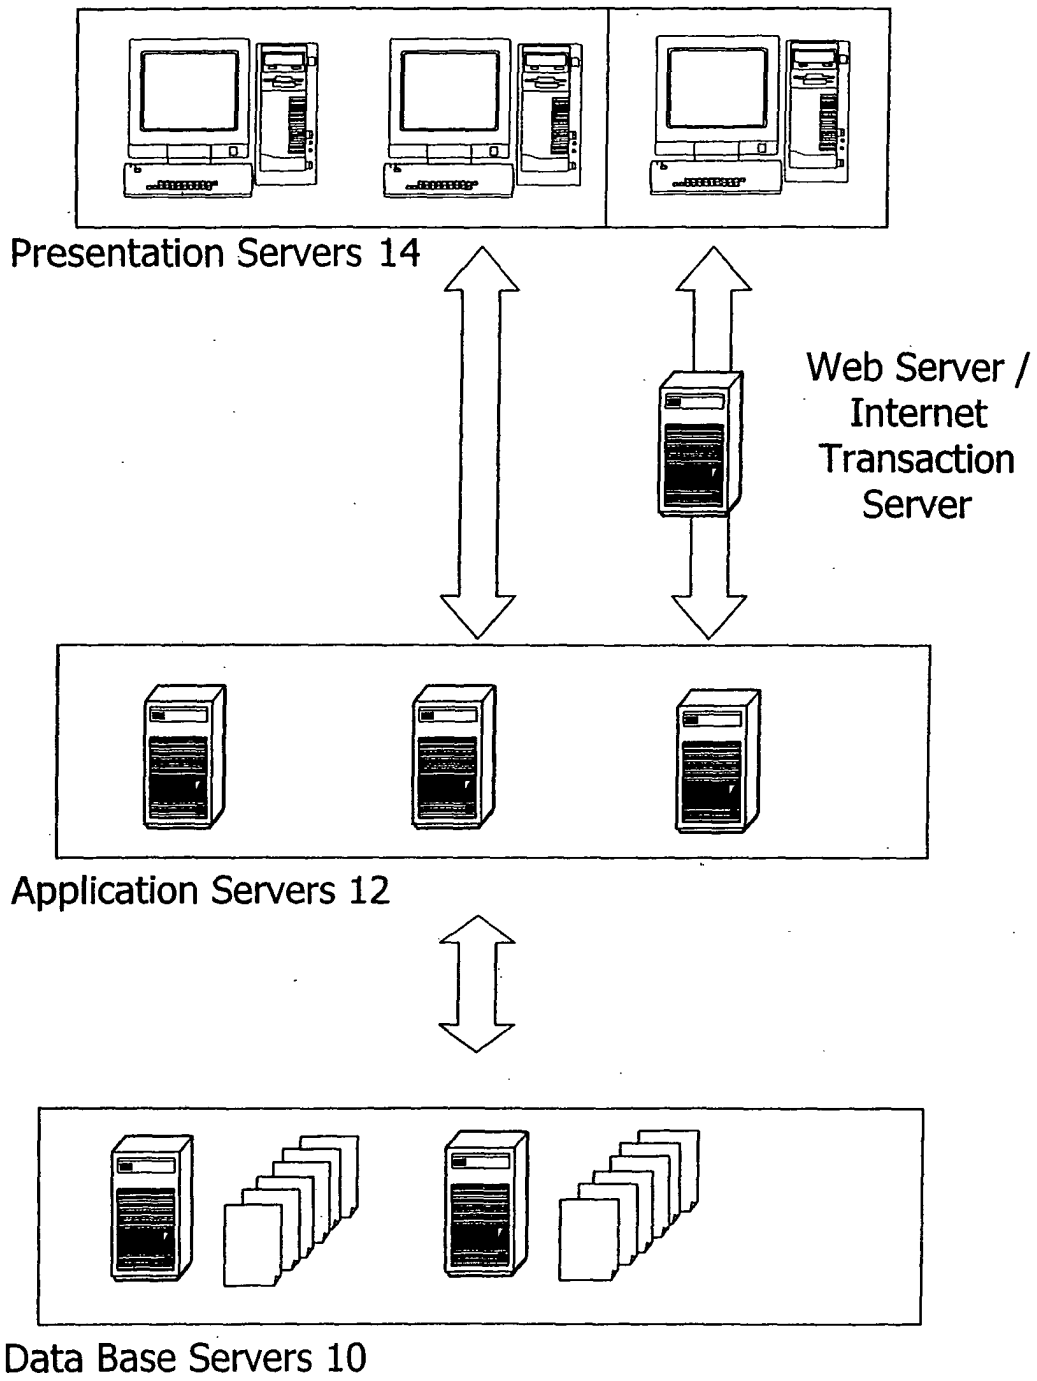 Presentation Servers 14
Web Server /
Internet
Transaction
Server
Application Servers 12
Data Base Servers 10